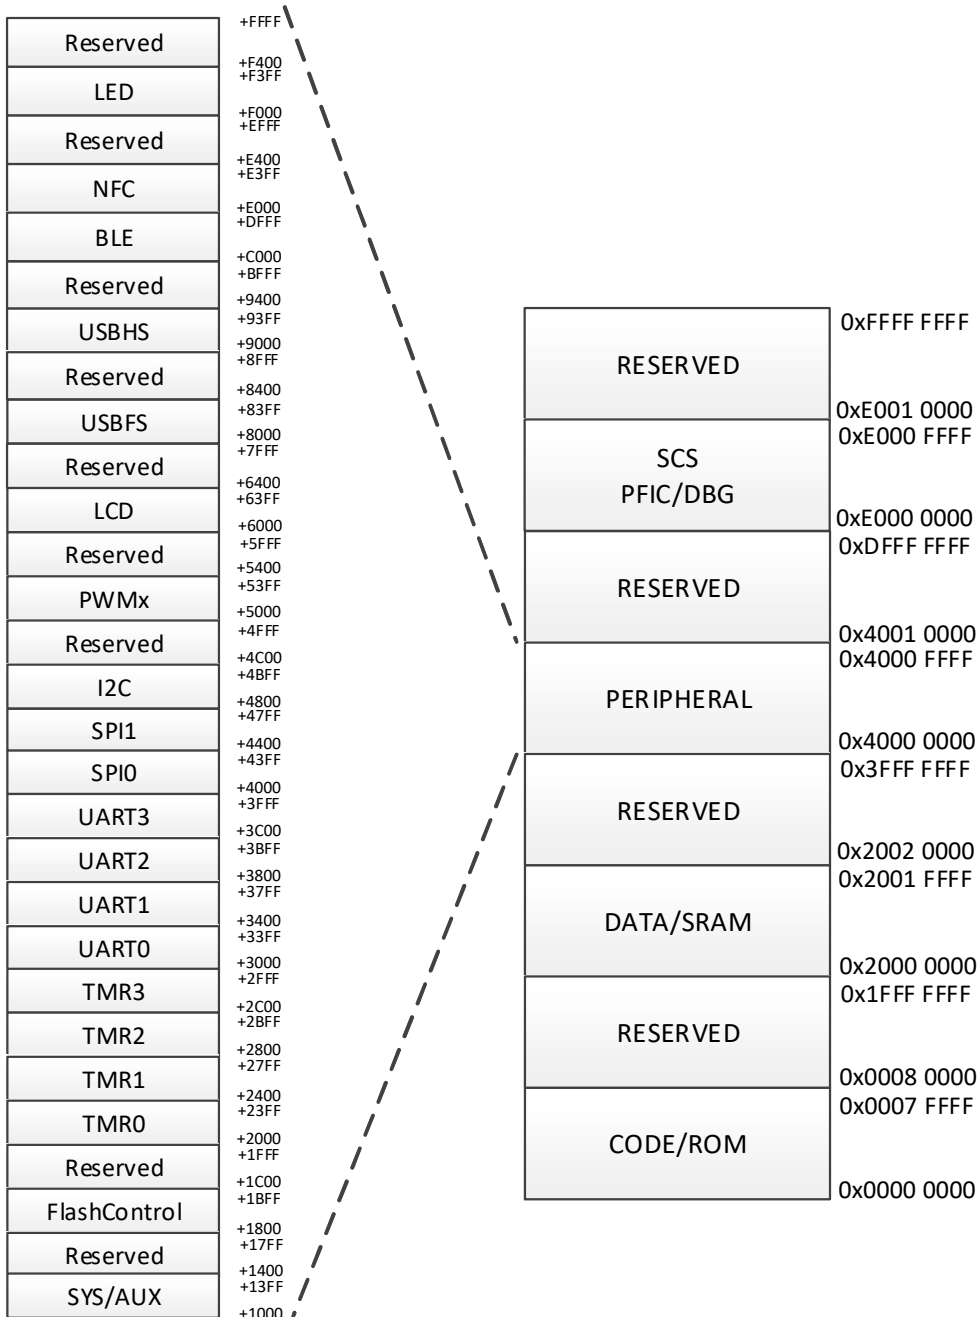 +FFFF
Reserved
+F400
+F3FF
LED
+F000
+EFFF
Reserved
+E400
+E3FF
NFC
+E000
+DFFF
BLE
+C000
+BFFF
Reserved
+9400
+93FF
USBHS
+9000
+8FFF
Reserved
+8400
+83FF
USBFS
+8000
+7FFF
Reserved
+6400
+63FF
LCD
+6000
+5FFF
Reserved
+5400
+53FF
PWMx
+5000
+4FFF
Reserved
+4C00
+4BFF
I2C
+4800
+47FF
SPI1
+4400
+43FF
SPI0
+4000
+3FFF
UART3
+3C00
+3BFF
UART2
+3800
+37FF
UART1
+3400
+33FF
UART0
+3000
+2FFF
TMR3
+2C00
+2BFF
TMR2
+2800
+27FF
TMR1
+2400
+23FF
TMR0
+2000
+1FFF
Reserved
+1C00
+1BFF
FlashControl
+1800
+17FF
Reserved
+1400
+13FF
SYS/AUX
+1000
0xFFFF FFFF
RESERVED
0xE001 0000
0xE000 FFFF
SCS
PFIC/DBG
0xE000 0000
0xDFFF FFFF
RESERVED
0x4001 0000
0x4000 FFFF
PERIPHERAL
0x4000 0000
0x3FFF FFFF
RESERVED
0x2002 0000
0x2001 FFFF
DATA/SRAM
0x2000 0000
0x1FFF FFFF
RESERVED
0x0008 0000
0x0007 FFFF
CODE/ROM
0x0000 0000